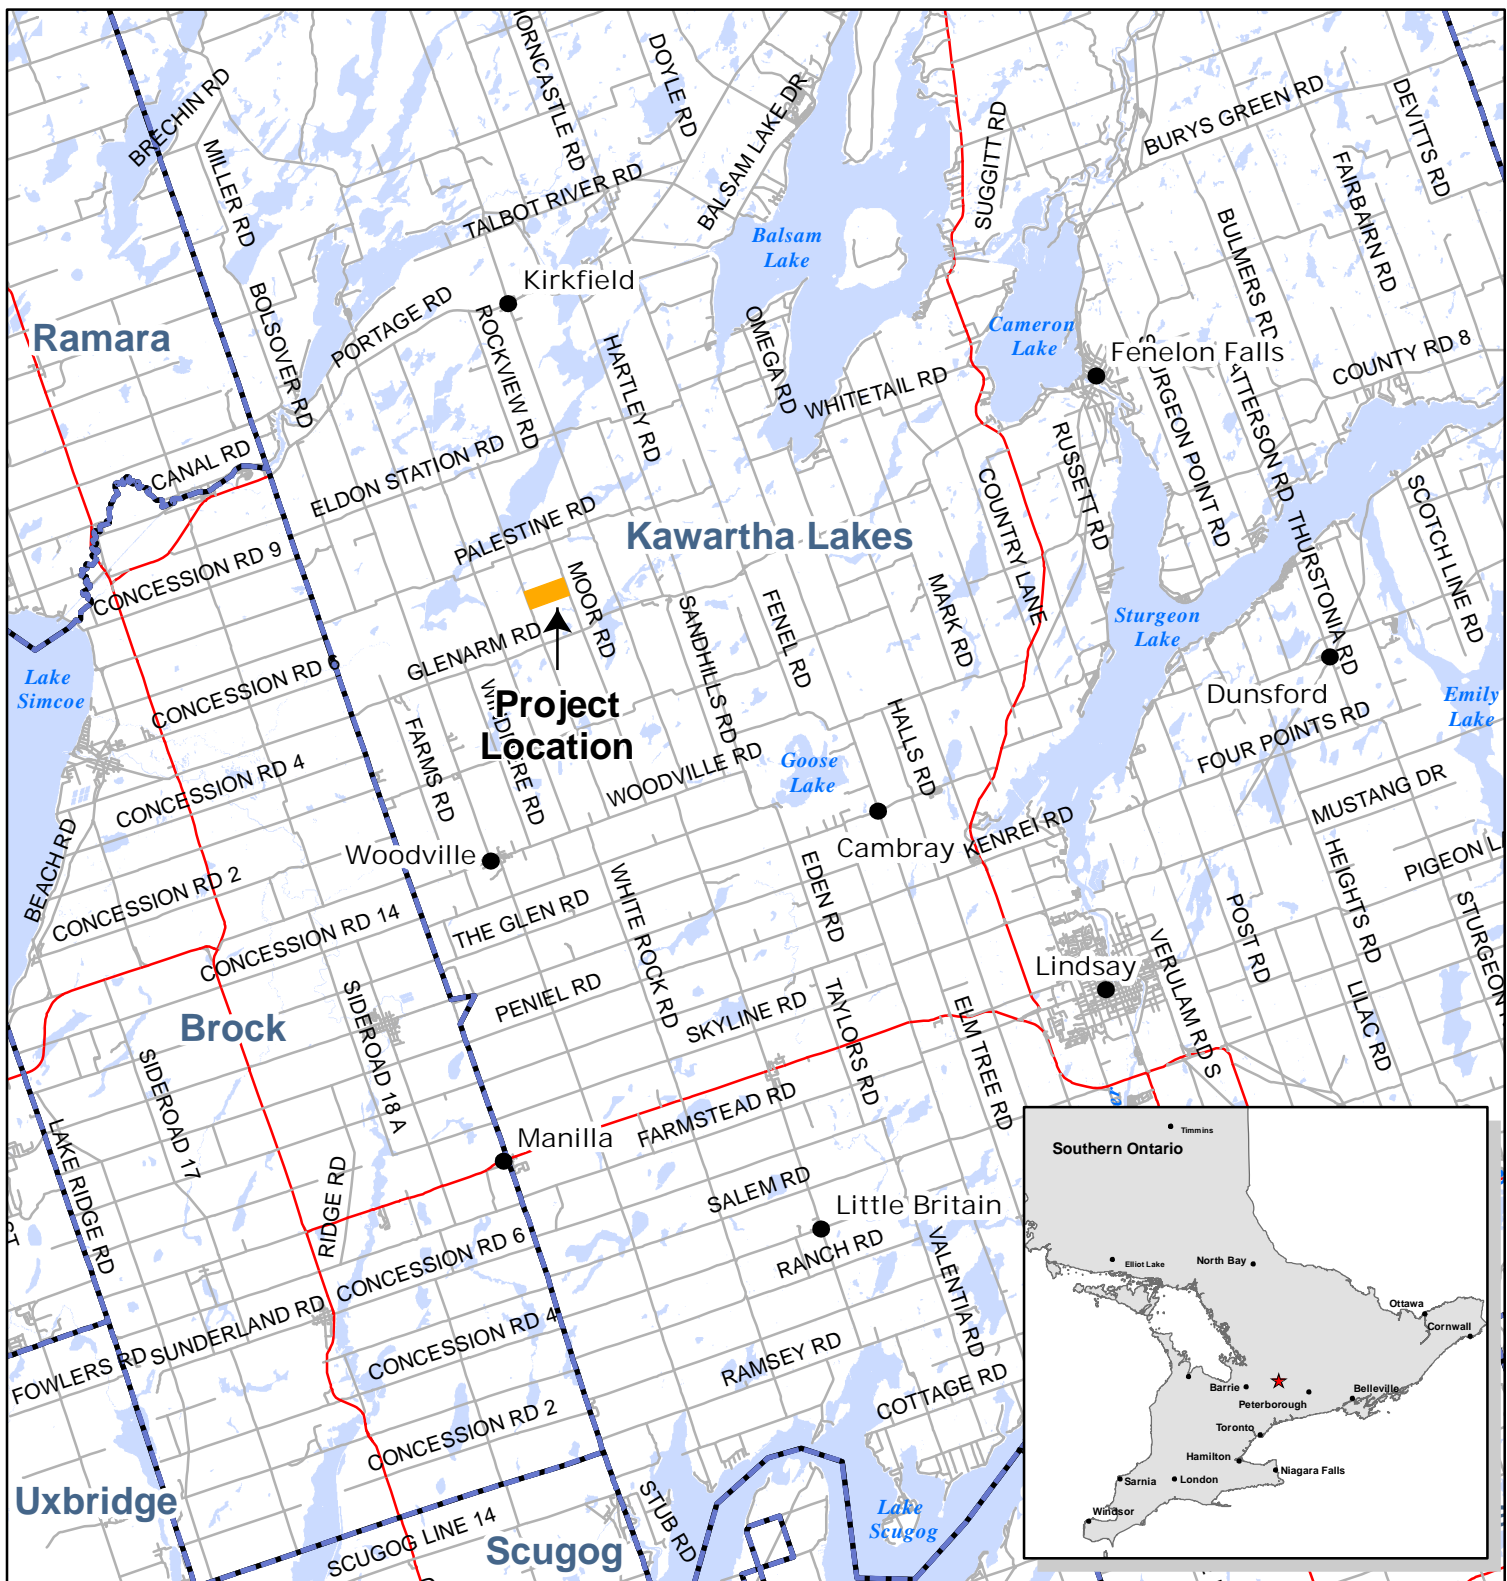 BRECHIN RD
MILLER RD
DOYLE RD
BALSAM LAKE DR
TALBOT RIVER RD
SUGGITT RD
BURYS GREEN RD
DEVITTS RD
FAIRBAIRN RD
BULMERS RD
Balsam
Lake
Kirkfield
Ramara
BOLSOVER RD
PORTAGE RD
ROCKVIEW RD
HARTLEY RD
OMEGA RD
WHITETAIL RD
Cameron
Lake
Fenelon Falls
COUNTY RD 8
STURGEON POINT RD
RUSSETT RD
COUNTRY LANE
THURSTONIA RD
SCOTCH LINE RD
CANAL RD
ELDON STATION RD
PALESTINE RD
Kawartha Lakes
CONCESSION RD 9
MOOR RD
GLENARM RD
SANDHILLS RD
FENEL RD
MARK RD
Sturgeon
Lake
Lake
Simcoe
CONCESSION RD 6
Project
Location
Dunsford
Emily
Lake
FOUR POINTS RD
FARMS RD
WOODVILLE RD
Goose
Lake
HALLS RD
CONCESSION RD 4
MUSTANG DR
BEACH RD
Woodville
Cambray
KENREI RD
CONCESSION RD 2
CONCESSION RD 14
THE GLEN RD
WHITE ROCK RD
EDEN RD
POST RD
HEIGHTS RD
Lindsay
VERULAM RD S
LILAC RD
Brock
SIDEROAD 17
SIDEROAD 18 A
PENIEL RD
SKYLINE RD
TAYLORS RD
ELM TREE RD
LAKE RIDGE RD
RIDGE RD
Manilla
FARMSTEAD RD
SALEM RD
Little Britain
RANCH RD
VALENTIA RD
CONCESSION RD 6
SUNDERLAND RD
FOWLERS RD
CONCESSION RD 4
RAMSEY RD
COTTAGE RD
CONCESSION RD 2
Uxbridge
SCUGOG LINE 14
Scugog
STUB RD
Lake
Scugog
Timmins
Southern Ontario
Elliot Lake
North Bay
Ottawa
Cornwall
Barrie
Belleville
Peterborough
Toronto
Hamilton
Niagara Falls
Sarnia
London
Windsor